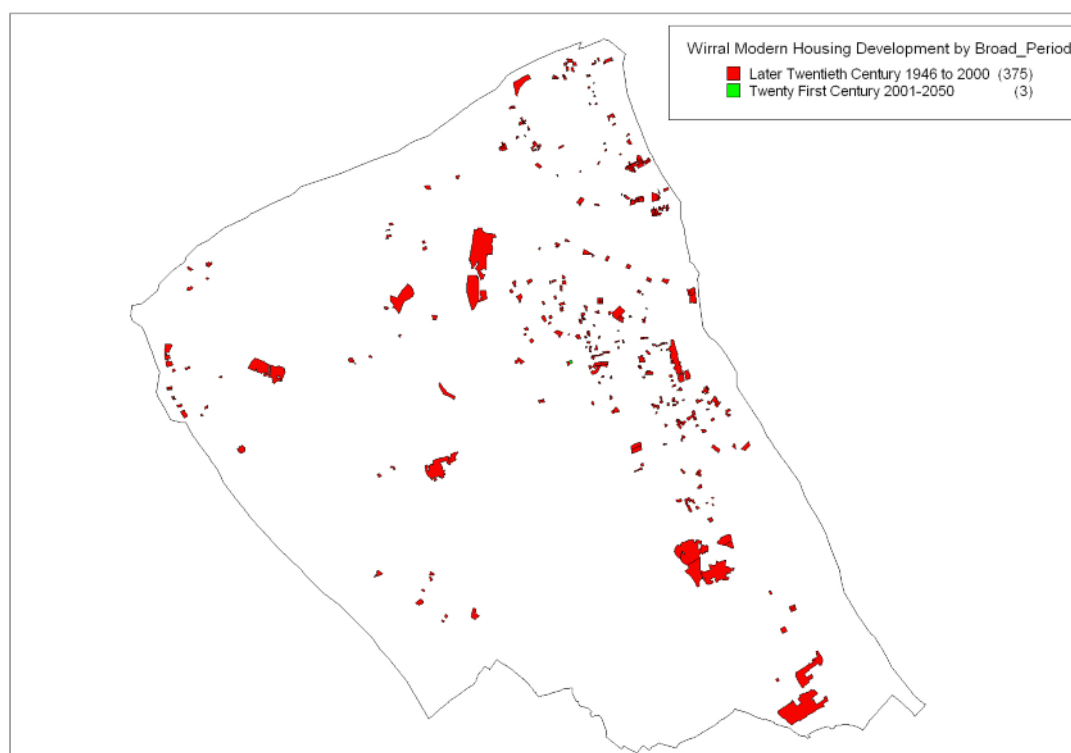 Wirral Modern Housing Development by Broad_Period
Later Twentieth Century 1946 to 2000 (375)
Twenty First Century 2001-2050 (3)